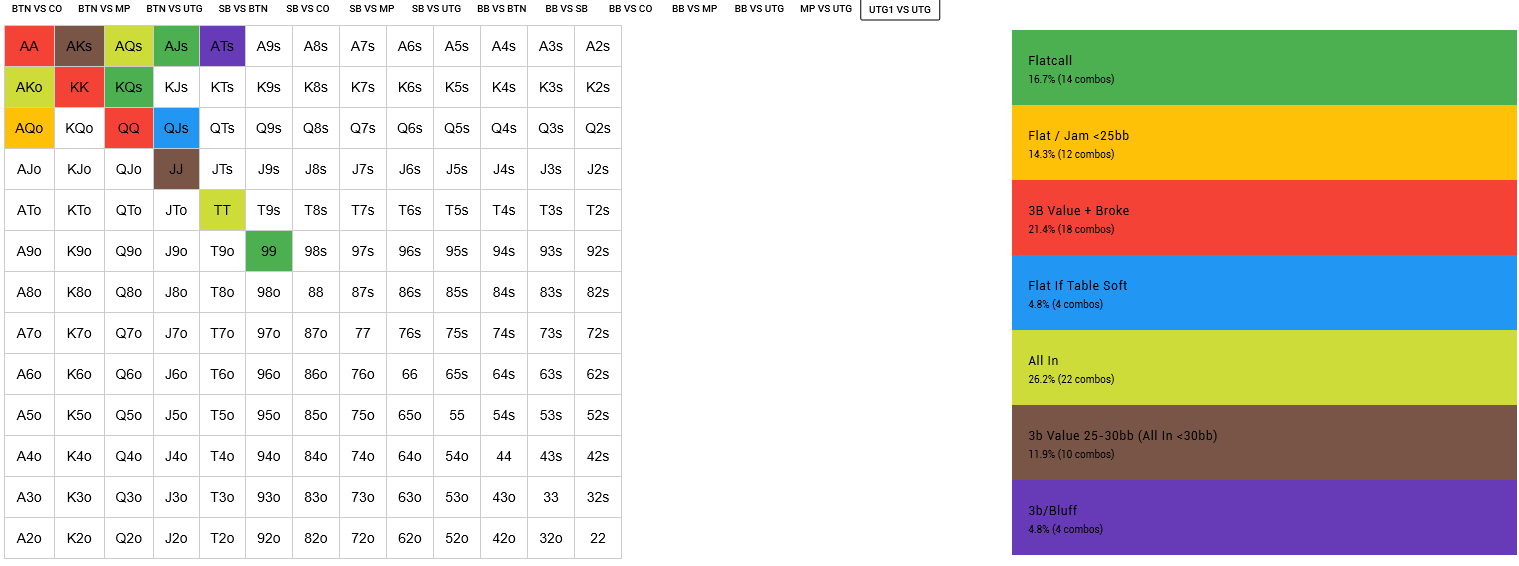 BTN VS CO BTN VS MP BTN VS UTG SB VS BTN SB VS CO SB VS MP SB VS UTG BB VS BTN BB VS SB BB VS CO BB VS MP BB VS UTG MP VS UTG UTG1 VS UTG
AA AKs AQs AJs ATs A9s A8s A7s A6s A5s A4s A3s A2s
AKo KK KQs KJs KTs K9s K8s K7s K6s K5s K4s K3s K2s
AQo KQo QQ QJs QTs Q9s Q8s Q7s Q6s Q5s Q4s Q3s Q2s
AJo KJo QJo JJ JTs J9s J8s J7s J6s J5s J4s J3s J2s
ATo KTo QTo JTo TT T9s T8s T7s T6s T5s T4s T3s T2s
A9o K9o Q9o J9o T9o 99 98s 97s 96s 95s 94s 93s 92s
A8o K8o Q8o J8o T8o 98o 88 87s 86s 85s 84s 83s 82s
A7o K7o Q7o J7o T7o 97o 87o 77 76s 75s 74s 73s 72s
A6o K6o Q6o J6o T6o 96o 86o 76o 66 65s 64s 63s 62s
A5o K5o Q5o J5o T5o 95o 85o 75o 65o 55 54s 53s 52s
A4o K4o Q4o J4o T4o 94o 84o 74o 64o 54o 44 43s 42s
A3o K3o Q3o J3o T3o 93o 83o 73o 63o 53o 43o 33 32s
A2o K2o Q2o J2o T2o 92o 82o 72o 62o 52o 42o 32o 22
Flatcall
16.7% (14 combos)
Flat / Jam <25bb
14.3% (12 combos)
3B Value + Broke
21.4% (18 combos)
Flat If Table Soft
4.8% (4 combos)
All In
26.2% (22 combos)
3b Value 25-30bb (All In <30bb)
11.9% (10 combos)
3b/Bluff
4.8% (4 combos)